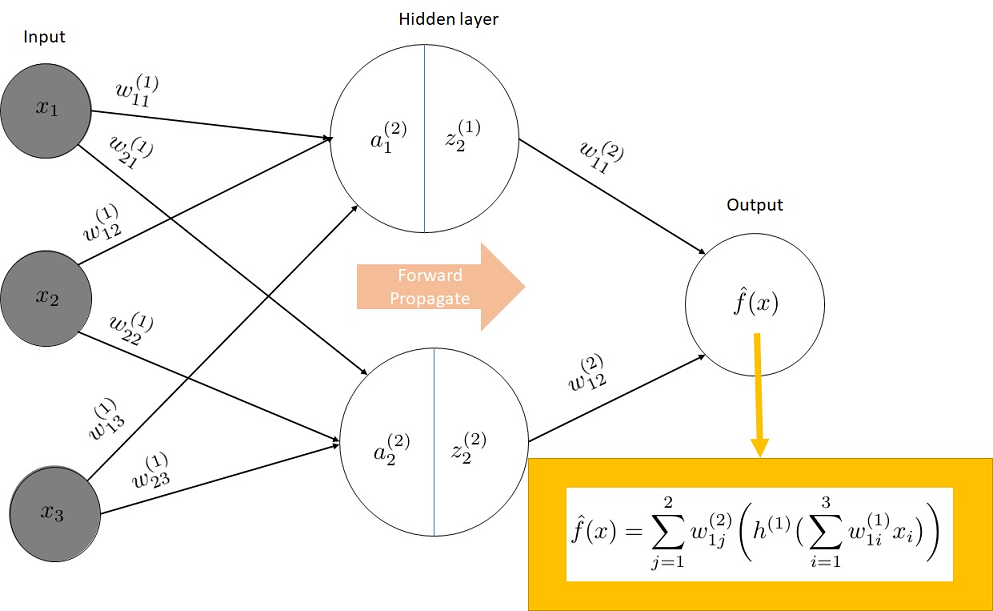 Hidden layer
Input
x_1
w_{11}^{(1)}
w_{21}^{(1)}
a_1^{(2)} z_2^{(1)}
w_{11}^{(2)}
Output
w_{12}^{(1)}
x_2
Forward
Propagate
\hat{f}(x)
w_{22}^{(1)}
w_{12}^{(2)}
w_{13}^{(1)}
a_2^{(2)} z_2^{(2)}
w_{23}^{(1)}
x_3
\hat{f}(x) = \sum_{j=1}^{2} w_{1j}^{(2)} \left( h^{(1)} ( \sum_{i=1}^{3} w_{1i}^{(1)} x_i ) \right)